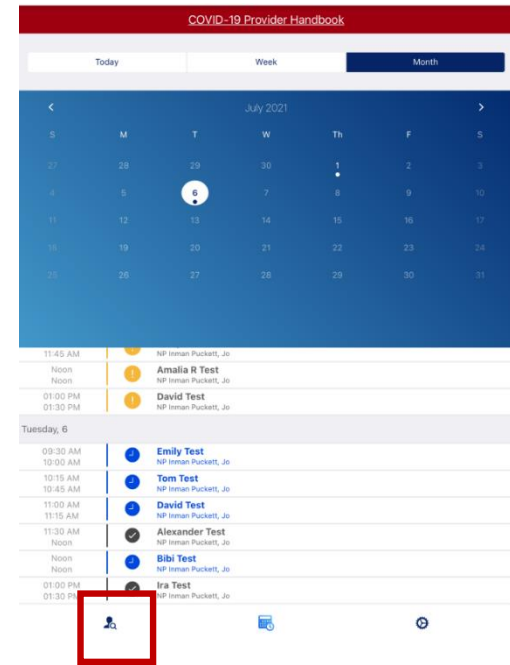 COVID-19 Provider Handbook
Today Week Month
July 2021
S M T W Th F S
27 28 29 30 1 2 3
4 5 6 7 8 9 10
11 12 13 14 15 16 17
18 19 20 21 22 23 24
25 26 27 28 29 30 31
11:45 AM NP Inman Puckett, Jo
Noon Amalia R Test
Noon NP Inman Puckett, Jo
01:00 PM David Test
01:30 PM NP Inman Puckett, Jo
Tuesday, 6
09:30 AM Emily Test
10:00 AM NP Inman Puckett, Jo
10:15 AM Tom Test
10:45 AM NP Inman Puckett, Jo
11:00 AM David Test
11:15 AM NP Inman Puckett, Jo
11:30 AM Alexander Test
Noon NP Inman Puckett, Jo
Noon Bibi Test
Noon NP Inman Puckett, Jo
01:00 PM Ira Test
01:30 PM NP Inman Puckett, Jo